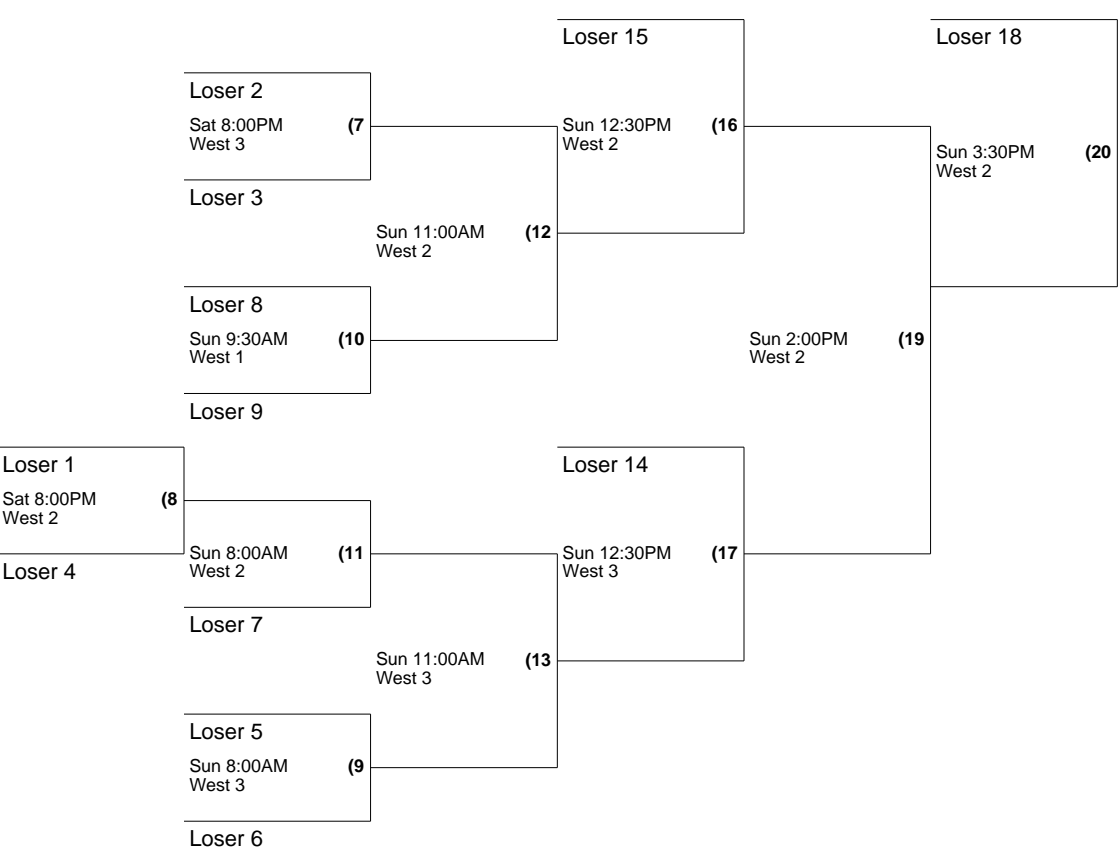 Loser 15
Loser 18
Loser 2
Sat 8:00PM (7
West 3
Sun 12:30PM (16
West 2
Sun 3:30PM (20
West 2
Loser 3
Sun 11:00AM (12
West 2
Loser 8
Sun 9:30AM (10
West 1
Sun 2:00PM (19
West 2
Loser 9
Loser 1
Loser 14
Sat 8:00PM (8
West 2
Sun 8:00AM (11
West 2
Sun 12:30PM (17
West 3
Loser 4
Loser 7
Sun 11:00AM (13
West 3
Loser 5
Sun 8:00AM (9
West 3
Loser 6